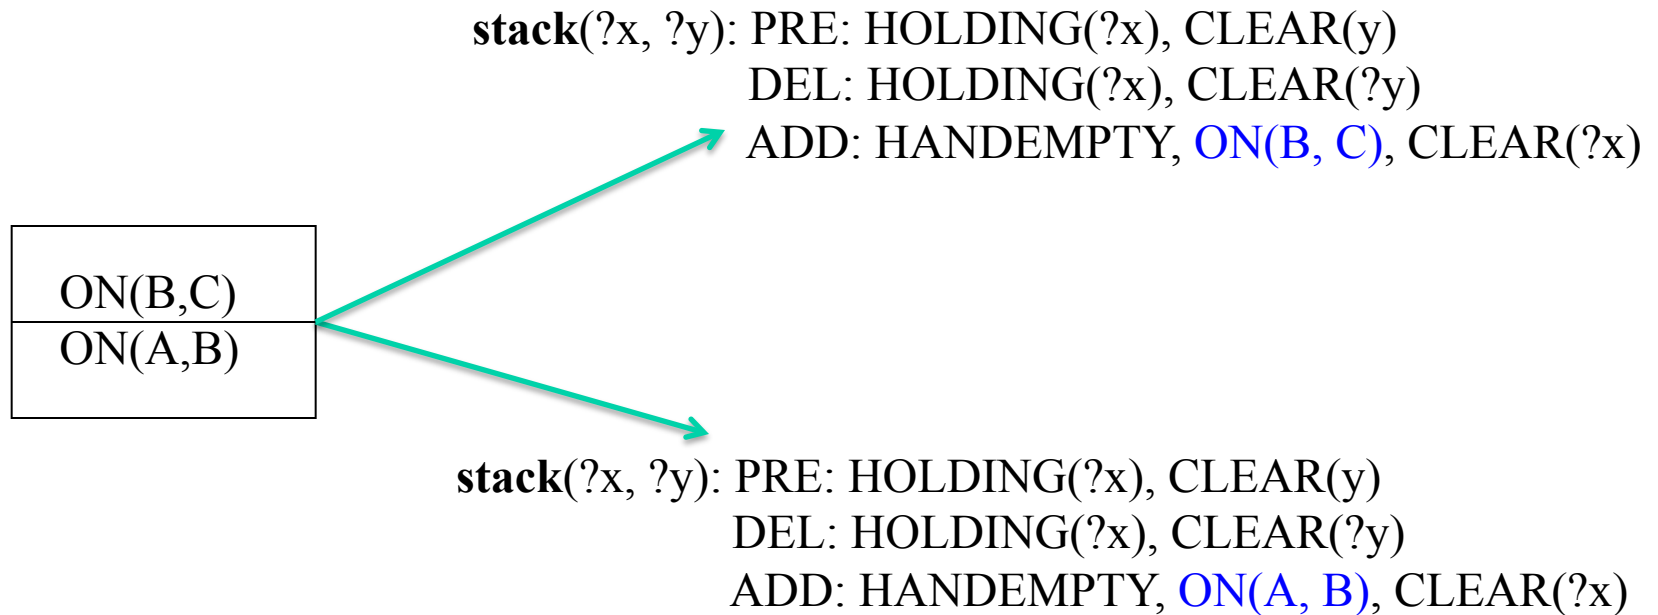 stack(?x, ?y): PRE: HOLDING(?x), CLEAR(y)
DEL: HOLDING(?x), CLEAR(?y)
ADD: HANDEMPTY, ON(B, C), CLEAR(?x)
ON(B,C)
ON(A,B)
stack(?x, ?y): PRE: HOLDING(?x), CLEAR(y)
DEL: HOLDING(?x), CLEAR(?y)
ADD: HANDEMPTY, ON(A, B), CLEAR(?x)